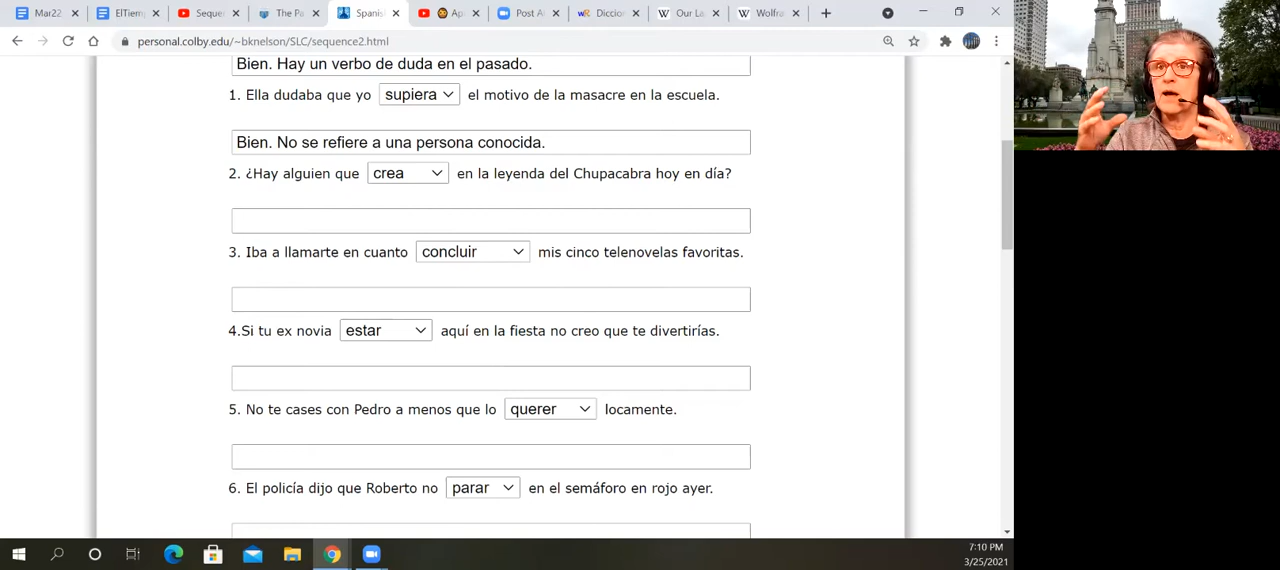 Mar22
ElTiem
Seque
The Pa
Spanis
Ap
Post A
Diccio
Our La
Wolfra
personal.colby.edu/~bknelson/SLC/sequence2.html
Bien. Hay un verbo de duda en el pasado.
1. Ella dudaba que yo supiera el motivo de la masacre en la escuela.
Bien. No se refiere a una persona conocida.
2. ¿Hay alguien que crea en la leyenda del Chupacabra hoy en día?
3. Iba a llamarte en cuanto concluir mis cinco telenovelas favoritas.
4.Si tu ex novia estar aquí en la fiesta no creo que te divertirías.
5. No te cases con Pedro a menos que lo querer locamente.
6. El policía dijo que Roberto no parar en el semáforo en rojo ayer.
7:10 PM
3/25/2021